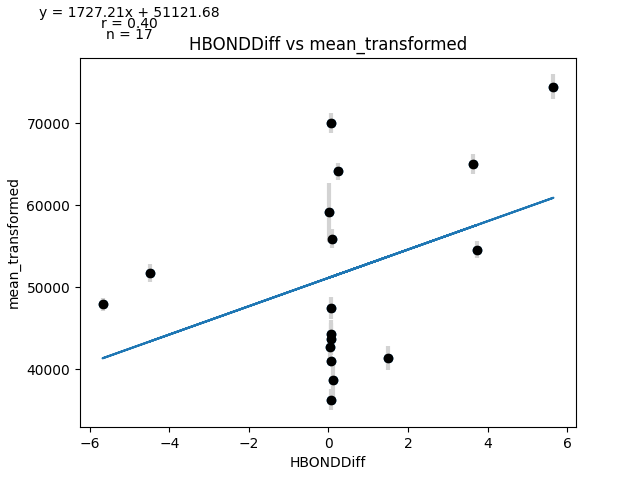 y = 1727.21x + 51121.68
r = 0.40
n = 17
HBONDDiff vs mean_transformed
mean_transformed
70000
60000
50000
40000
−6
−4
−2
0
2
4
6
HBONDDiff